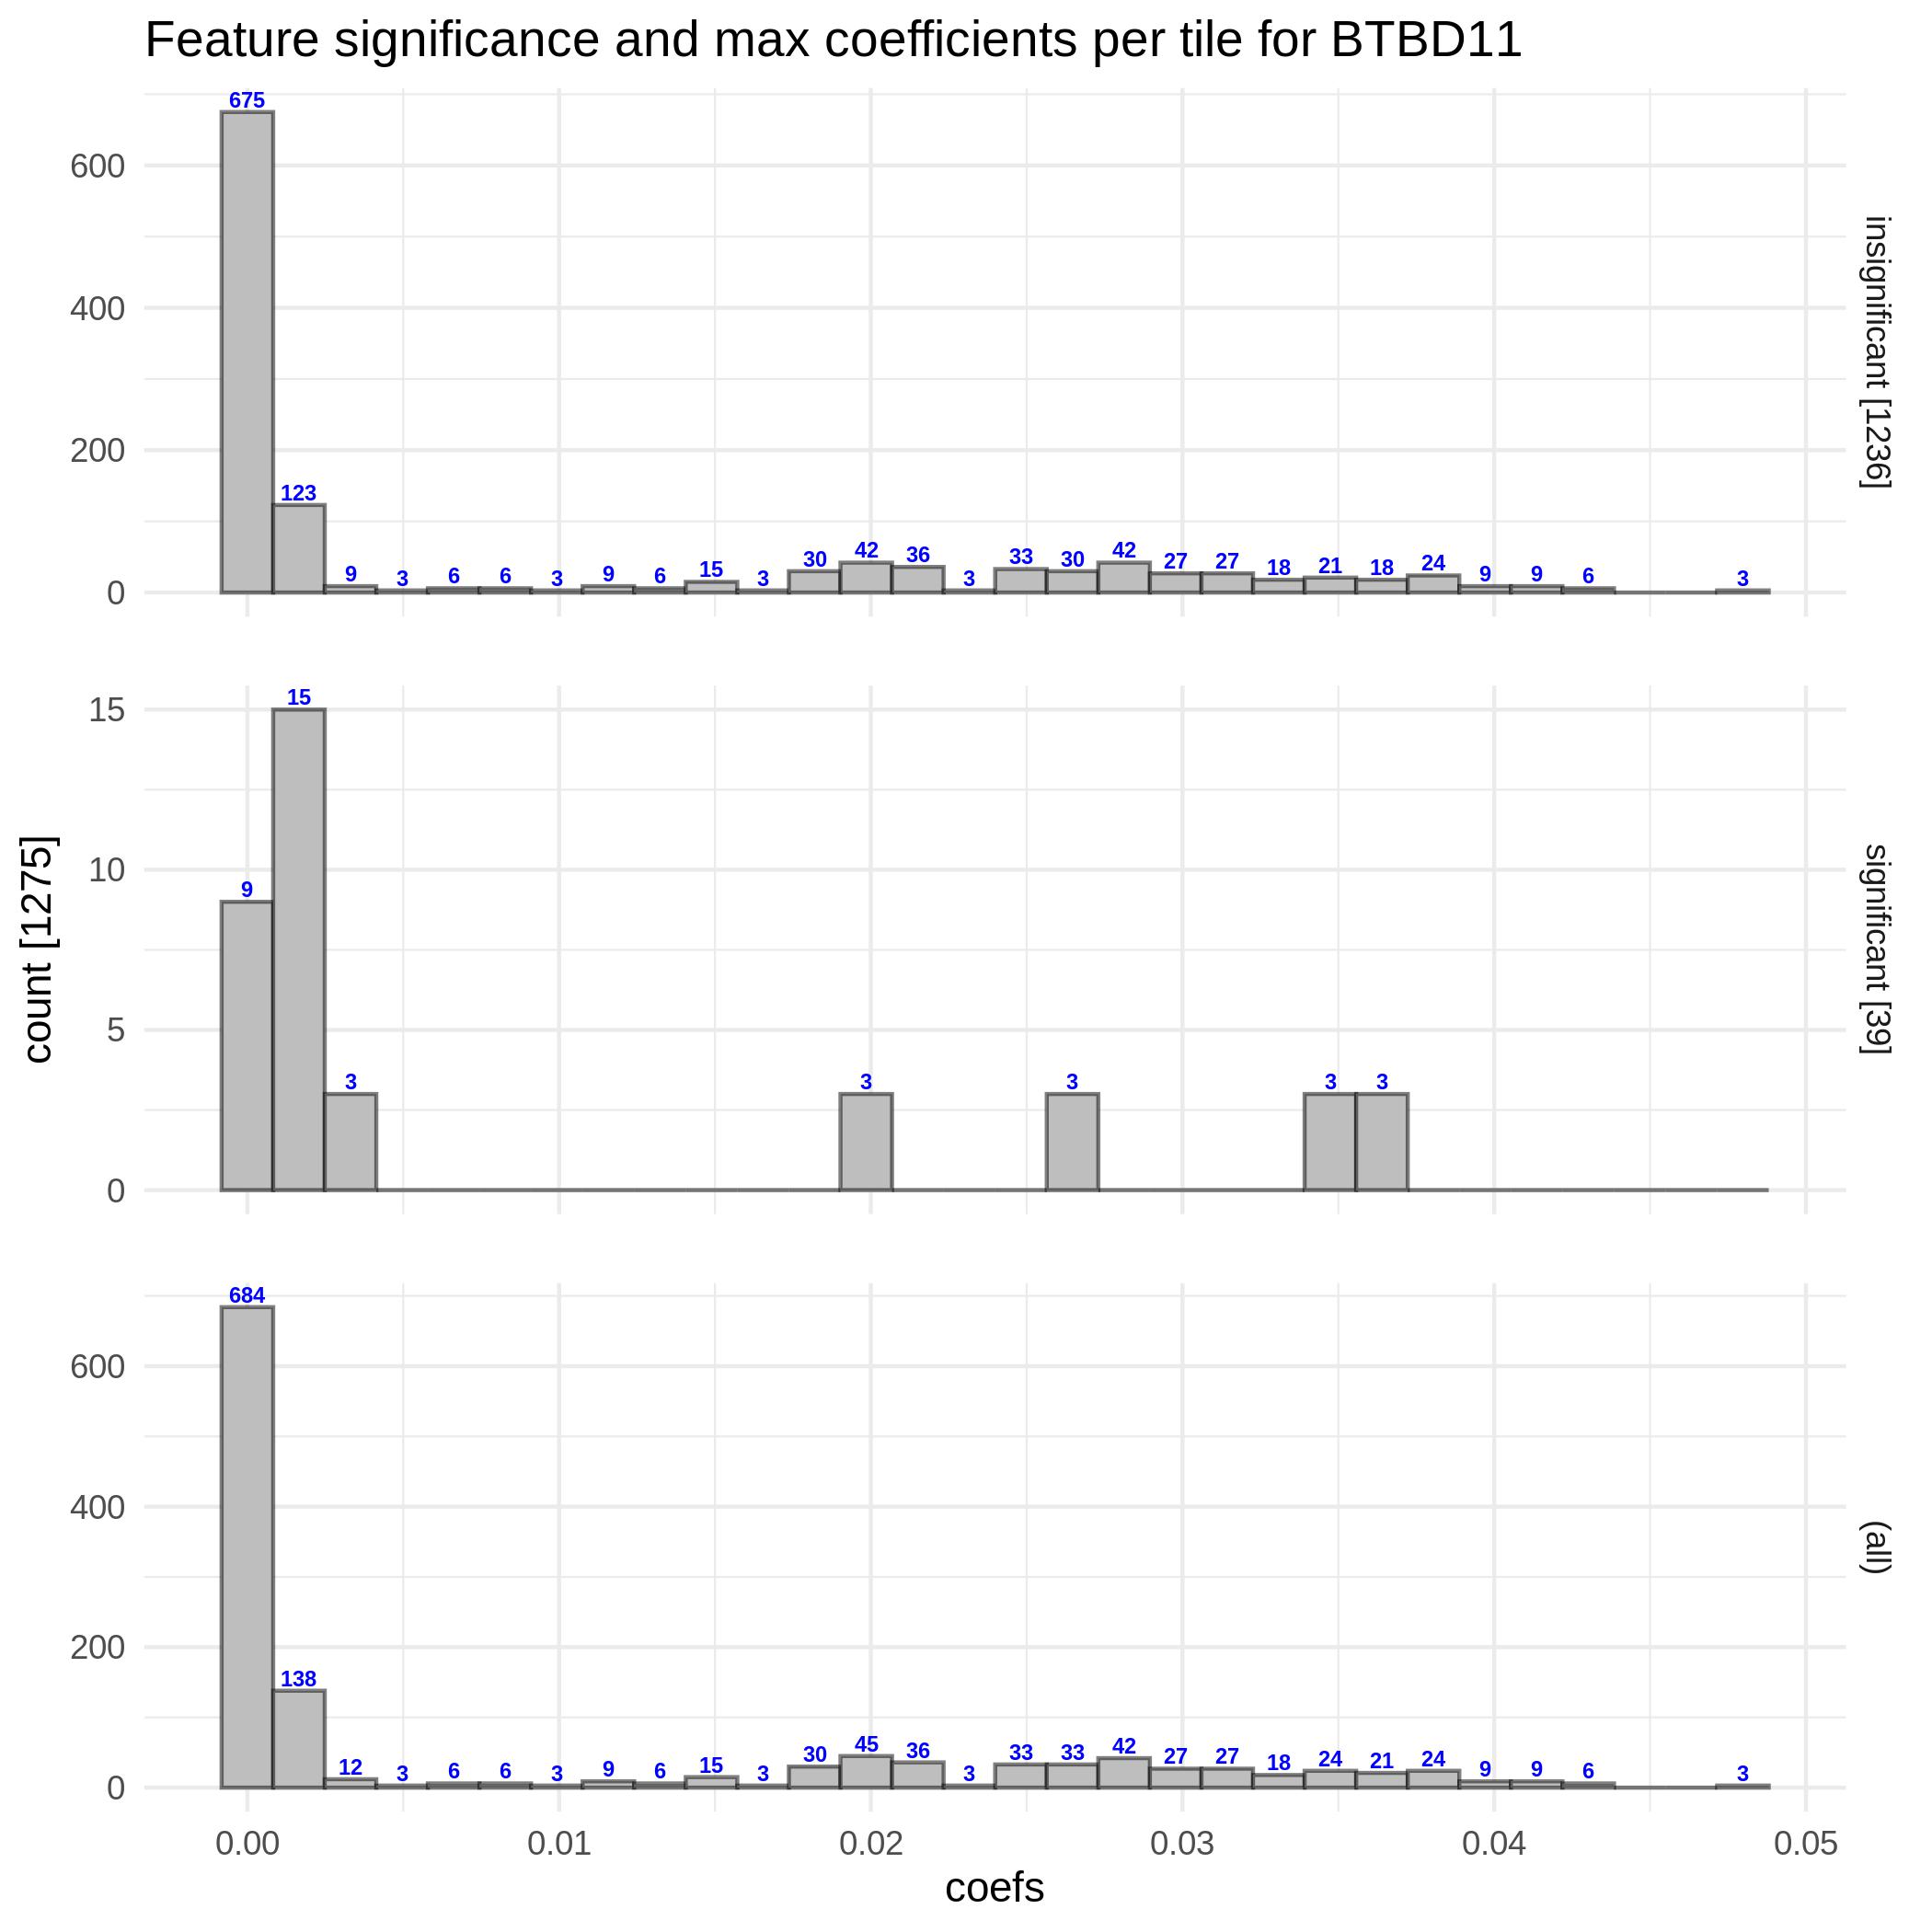 Feature significance and max coefficients per tile for BTBD11
675
600
400
200
0
123
9 3 6 6 3 9 6 15 3 30 42 36 3 33 30 42 27 27 18 21 18 24 9 9 6 3
insignificant [1236]
15
10
5
0
9 15 3 3 3 3 3
significant [39]
count [1275]
684
600
400
200
0
138
12 3 6 6 3 9 6 15 3 30 45 36 3 33 33 42 27 27 18 24 21 24 9 9 6 3
(all)
0.00 0.01 0.02 0.03 0.04 0.05
coefs